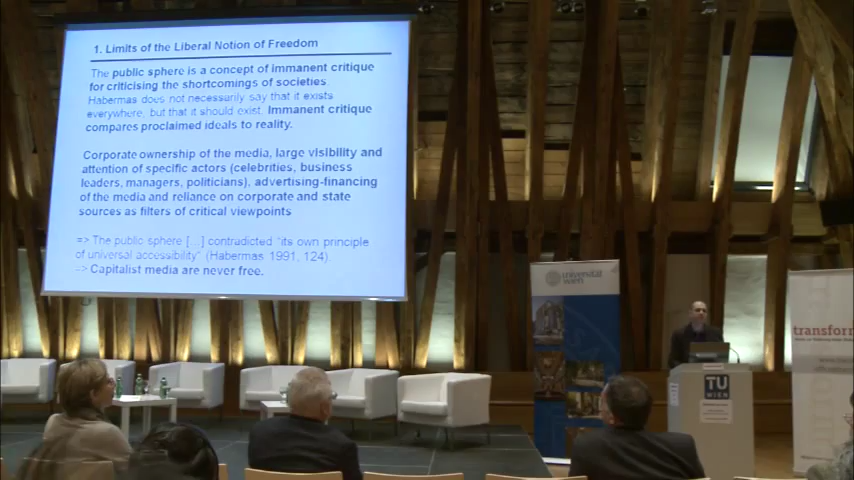 1. Limits of the Liberal Notion of Freedom
The public sphere is a concept of immanent critique
for criticising the shortcomings of societies.
Habermas does not necessarily say that it exists
everywhere, but that it should exist. Immanent critique
compares proclaimed ideals to reality.
Corporate ownership of the media, large visibility and
attention of specific actors (celebrities, business
leaders, managers, politicians), advertising-financing
of the media and reliance on corporate and state
sources as filters of critical viewpoints
=> The public sphere [...] contradicted "its own principle
of universal accessibility" (Habermas 1991, 124)
=> Capitalist media are never free.
universität
wien
TU
WIEN
transform